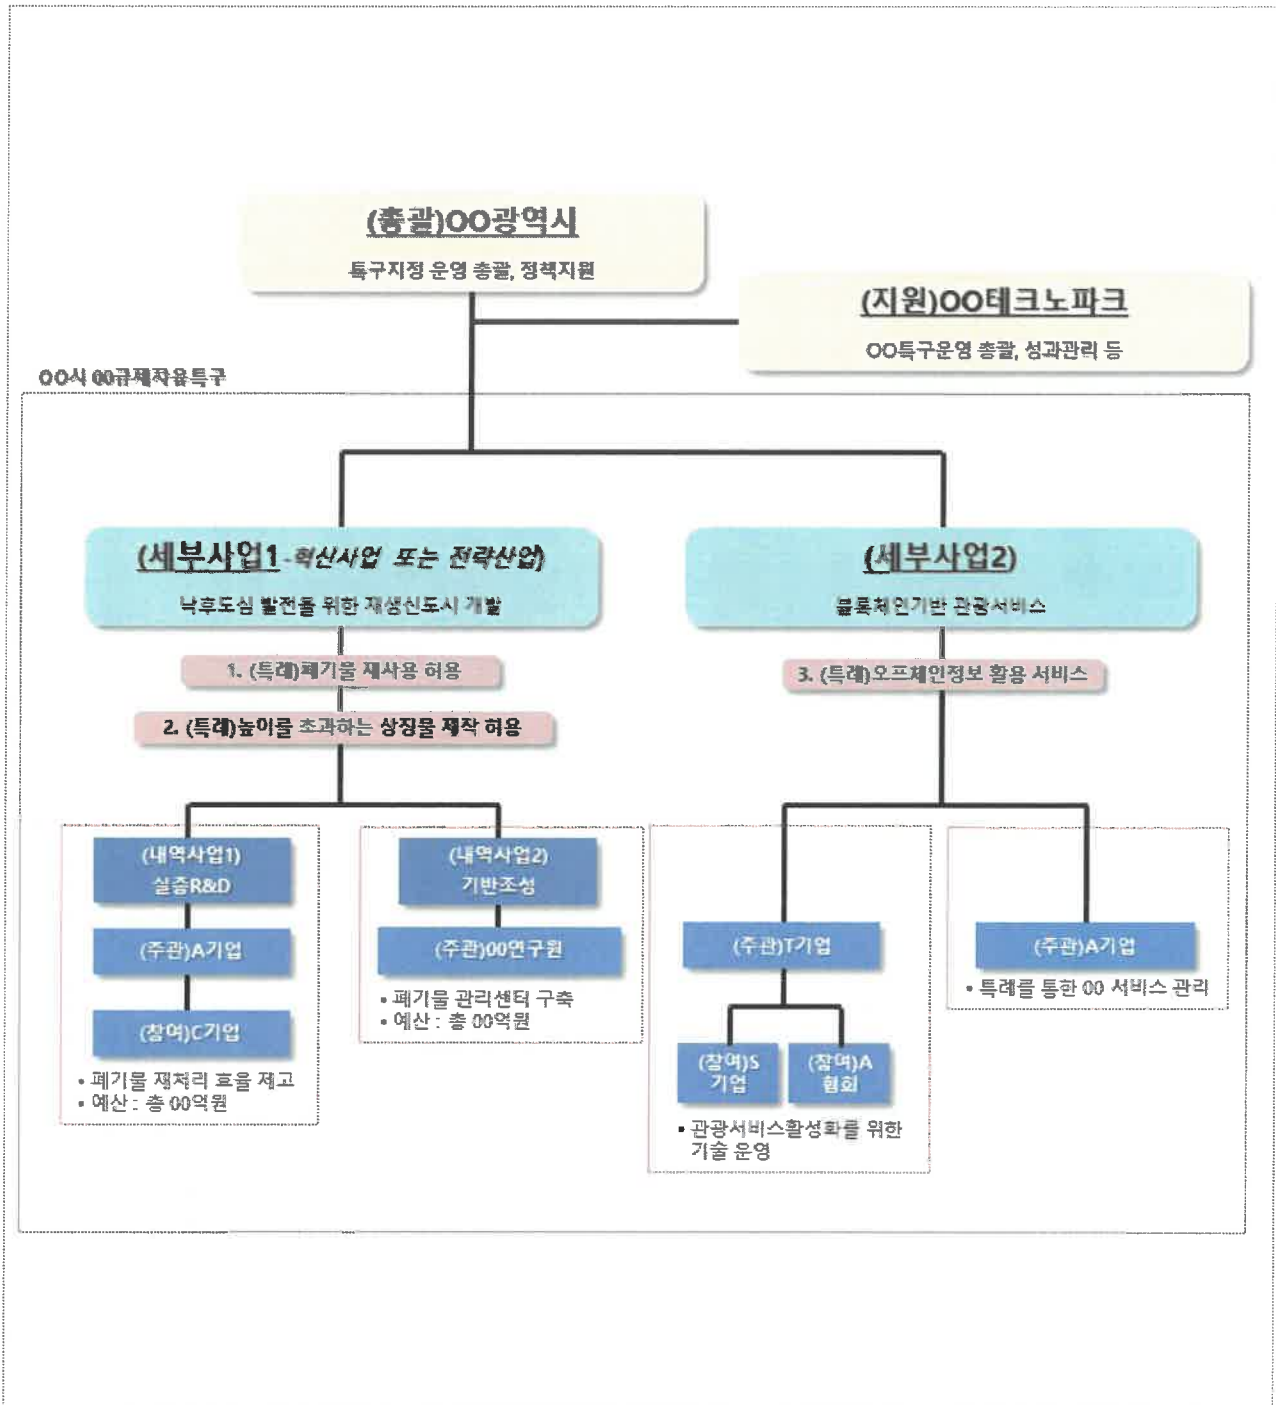 (총괄)OO광역시
특구지정 운영 총괄, 정책지원
(지원)OO테크노파크
OO특구운영 총괄, 성과관리 등
OO시 00규제자유특구
(세부사업1-혁신사업 또는 전략산업)
낙후도심 발전을 위한 재생신도시 개발
1. (특례)폐기물 재사용 허용
2. (특례)높이를 초과하는 상징물 제작 허용
(내역사업1)
실증R&D
(주관)A기업
(참여)C기업
• 폐기물 재처리 효율 제고
• 예산 : 총 00억원
(내역사업2)
기반조성
(주관)00연구원
• 폐기물 관리센터 구축
• 예산 : 총 00억원
(세부사업2)
블록체인기반 관광서비스
3. (특례)오프체인정보 활용 서비스
(주관)T기업
(참여)S
기업
(참여)A
협회
• 관광서비스활성화를 위한
기술 운영
(주관)A기업
• 특례를 통한 00 서비스 관리